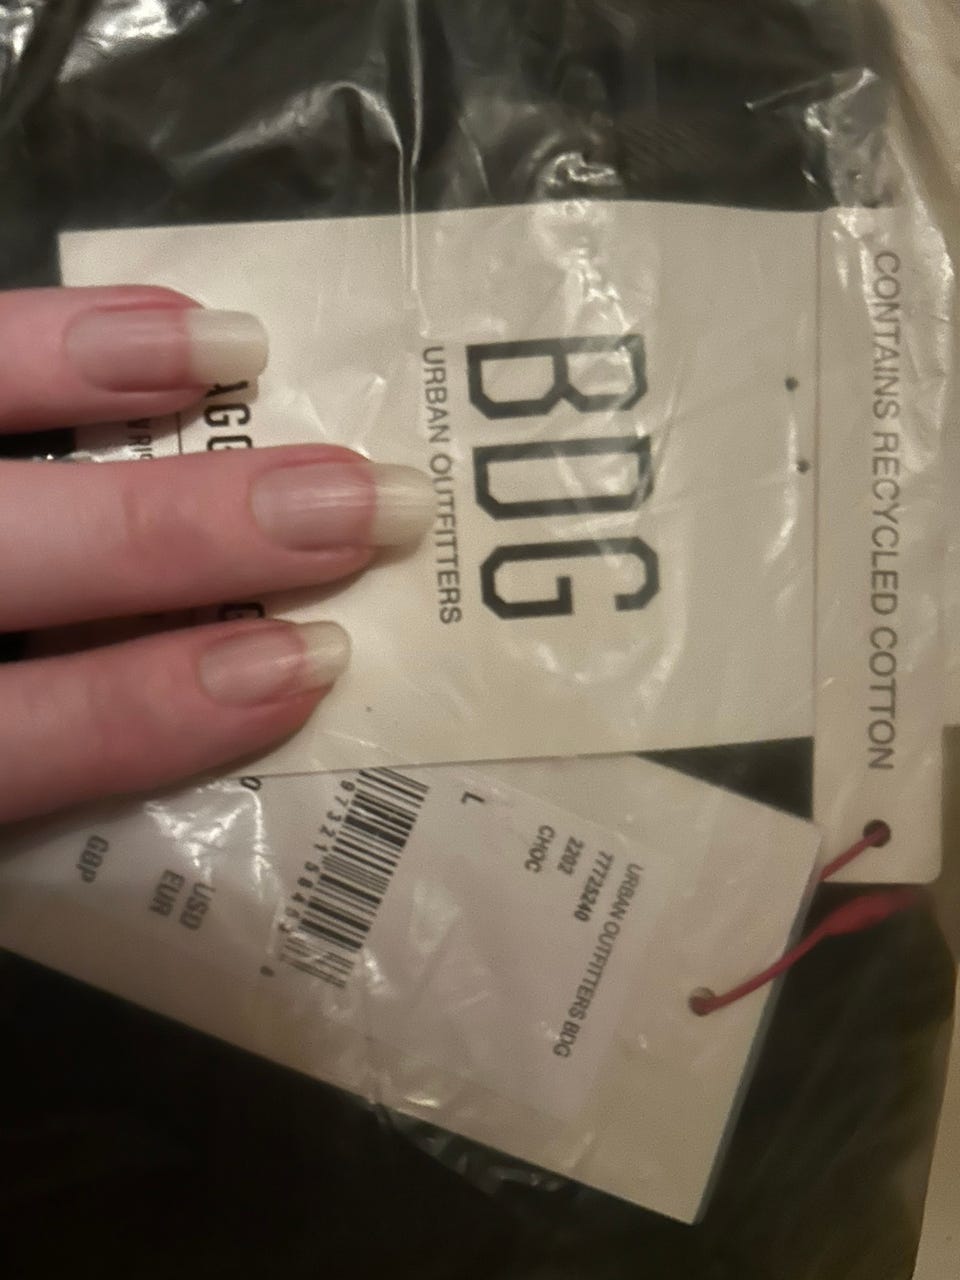 CONTAINS RECYCLED COTTON
BDG
URBAN OUTFITTERS
URBAN OUTFITTERS BDG
77725240
2202
CHOC
L
USD
EUR
GBP